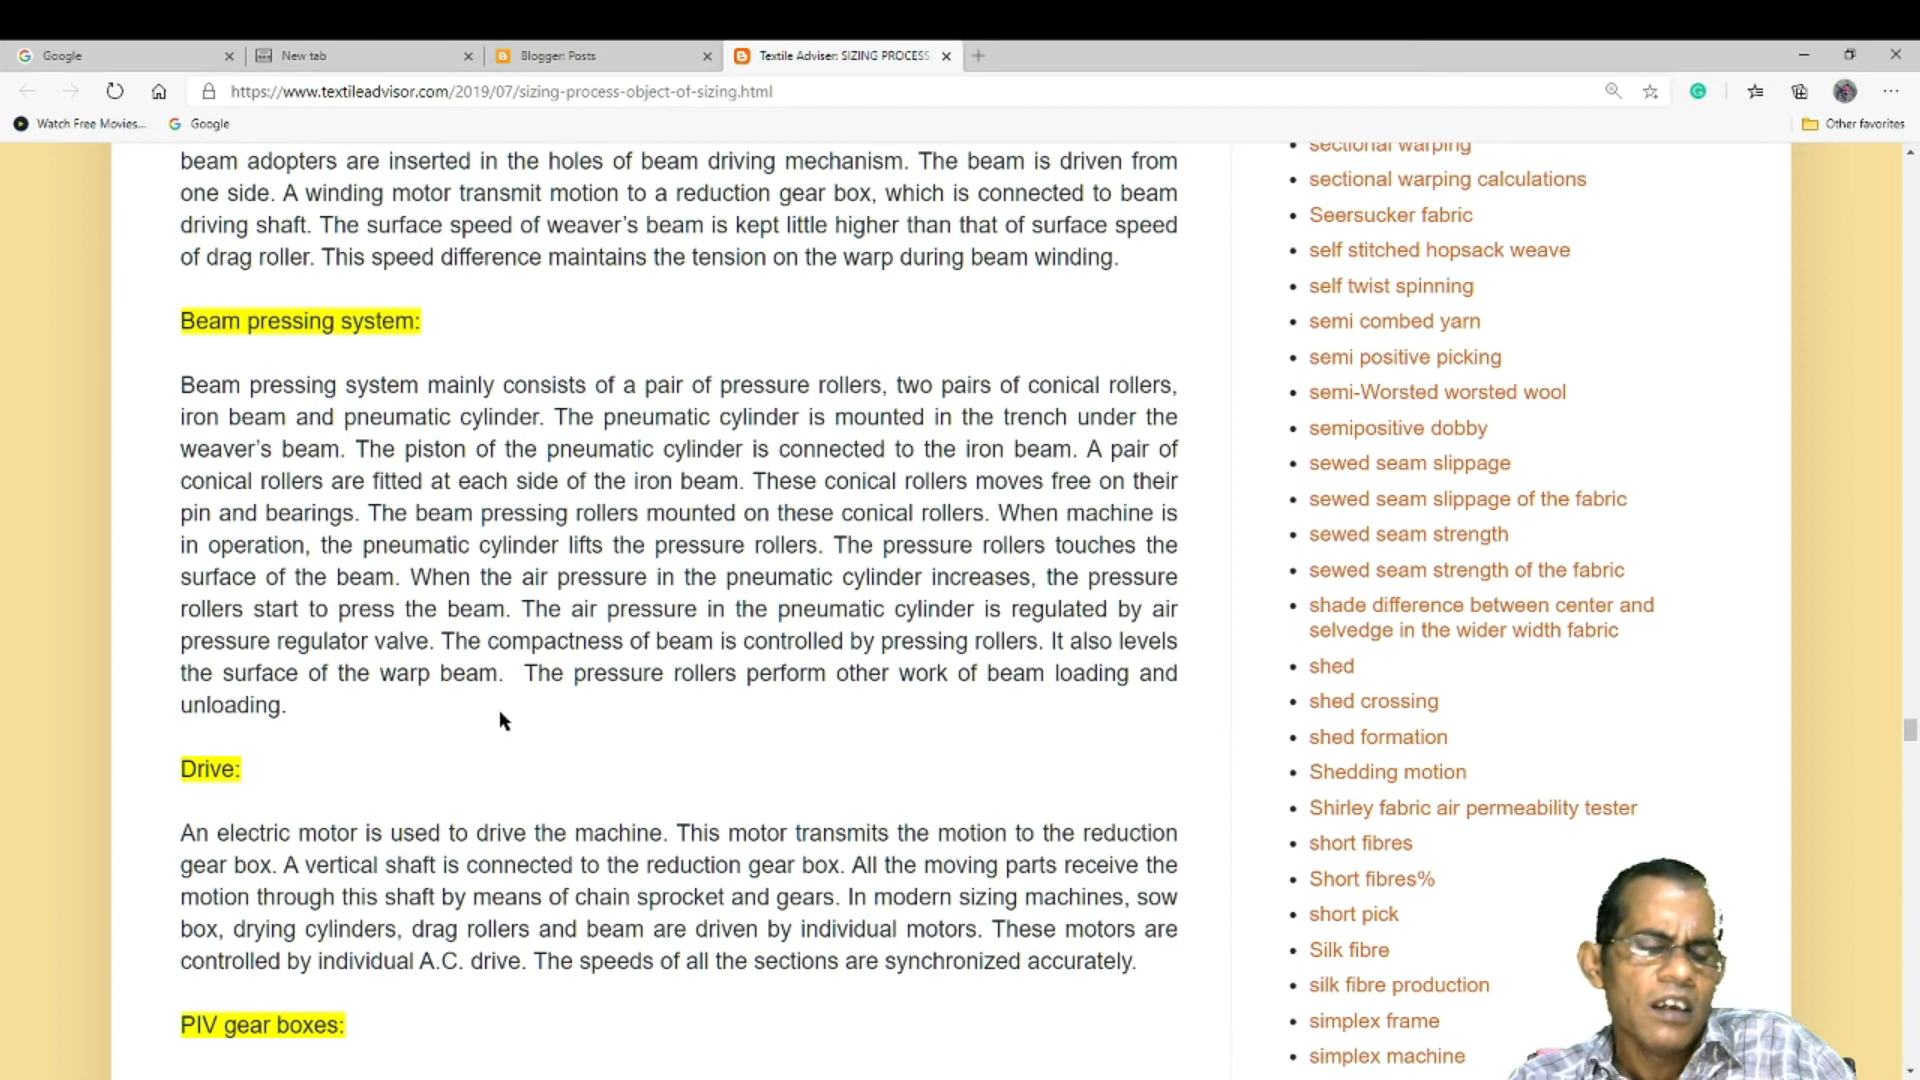 Google
New tab
Blogger: Posts
Textile Adviser: SIZING PROCESS
https://www.textileadvisor.com/2019/07/sizing-process-object-of-sizing.html
Watch Free Movies...
Google
Other favorites
beam adopters are inserted in the holes of beam driving mechanism. The beam is driven from
one side. A winding motor transmit motion to a reduction gear box, which is connected to beam
driving shaft. The surface speed of weaver's beam is kept little higher than that of surface speed
of drag roller. This speed difference maintains the tension on the warp during beam winding.
Beam pressing system:
Beam pressing system mainly consists of a pair of pressure rollers, two pairs of conical rollers,
iron beam and pneumatic cylinder. The pneumatic cylinder is mounted in the trench under the
weaver's beam. The piston of the pneumatic cylinder is connected to the iron beam. A pair of
conical rollers are fitted at each side of the iron beam. These conical rollers moves free on their
pin and bearings. The beam pressing rollers mounted on these conical rollers. When machine is
in operation, the pneumatic cylinder lifts the pressure rollers. The pressure rollers touches the
surface of the beam. When the air pressure in the pneumatic cylinder increases, the pressure
rollers start to press the beam. The air pressure in the pneumatic cylinder is regulated by air
pressure regulator valve. The compactness of beam is controlled by pressing rollers. It also levels
the surface of the warp beam.  The pressure rollers perform other work of beam loading and
unloading.
Drive:
An electric motor is used to drive the machine. This motor transmits the motion to the reduction
gear box. A vertical shaft is connected to the reduction gear box. All the moving parts receive the
motion through this shaft by means of chain sprocket and gears. In modern sizing machines, sow
box, drying cylinders, drag rollers and beam are driven by individual motors. These motors are
controlled by individual A.C. drive. The speeds of all the sections are synchronized accurately.
PIV gear boxes:
sectional warping
sectional warping calculations
Seersucker fabric
self stitched hopsack weave
self twist spinning
semi combed yarn
semi positive picking
semi-Worsted worsted wool
semipositive dobby
sewed seam slippage
sewed seam slippage of the fabric
sewed seam strength
sewed seam strength of the fabric
shade difference between center and
selvedge in the wider width fabric
shed
shed crossing
shed formation
Shedding motion
Shirley fabric air permeability tester
short fibres
Short fibres%
short pick
Silk fibre
silk fibre production
simplex frame
simplex machine